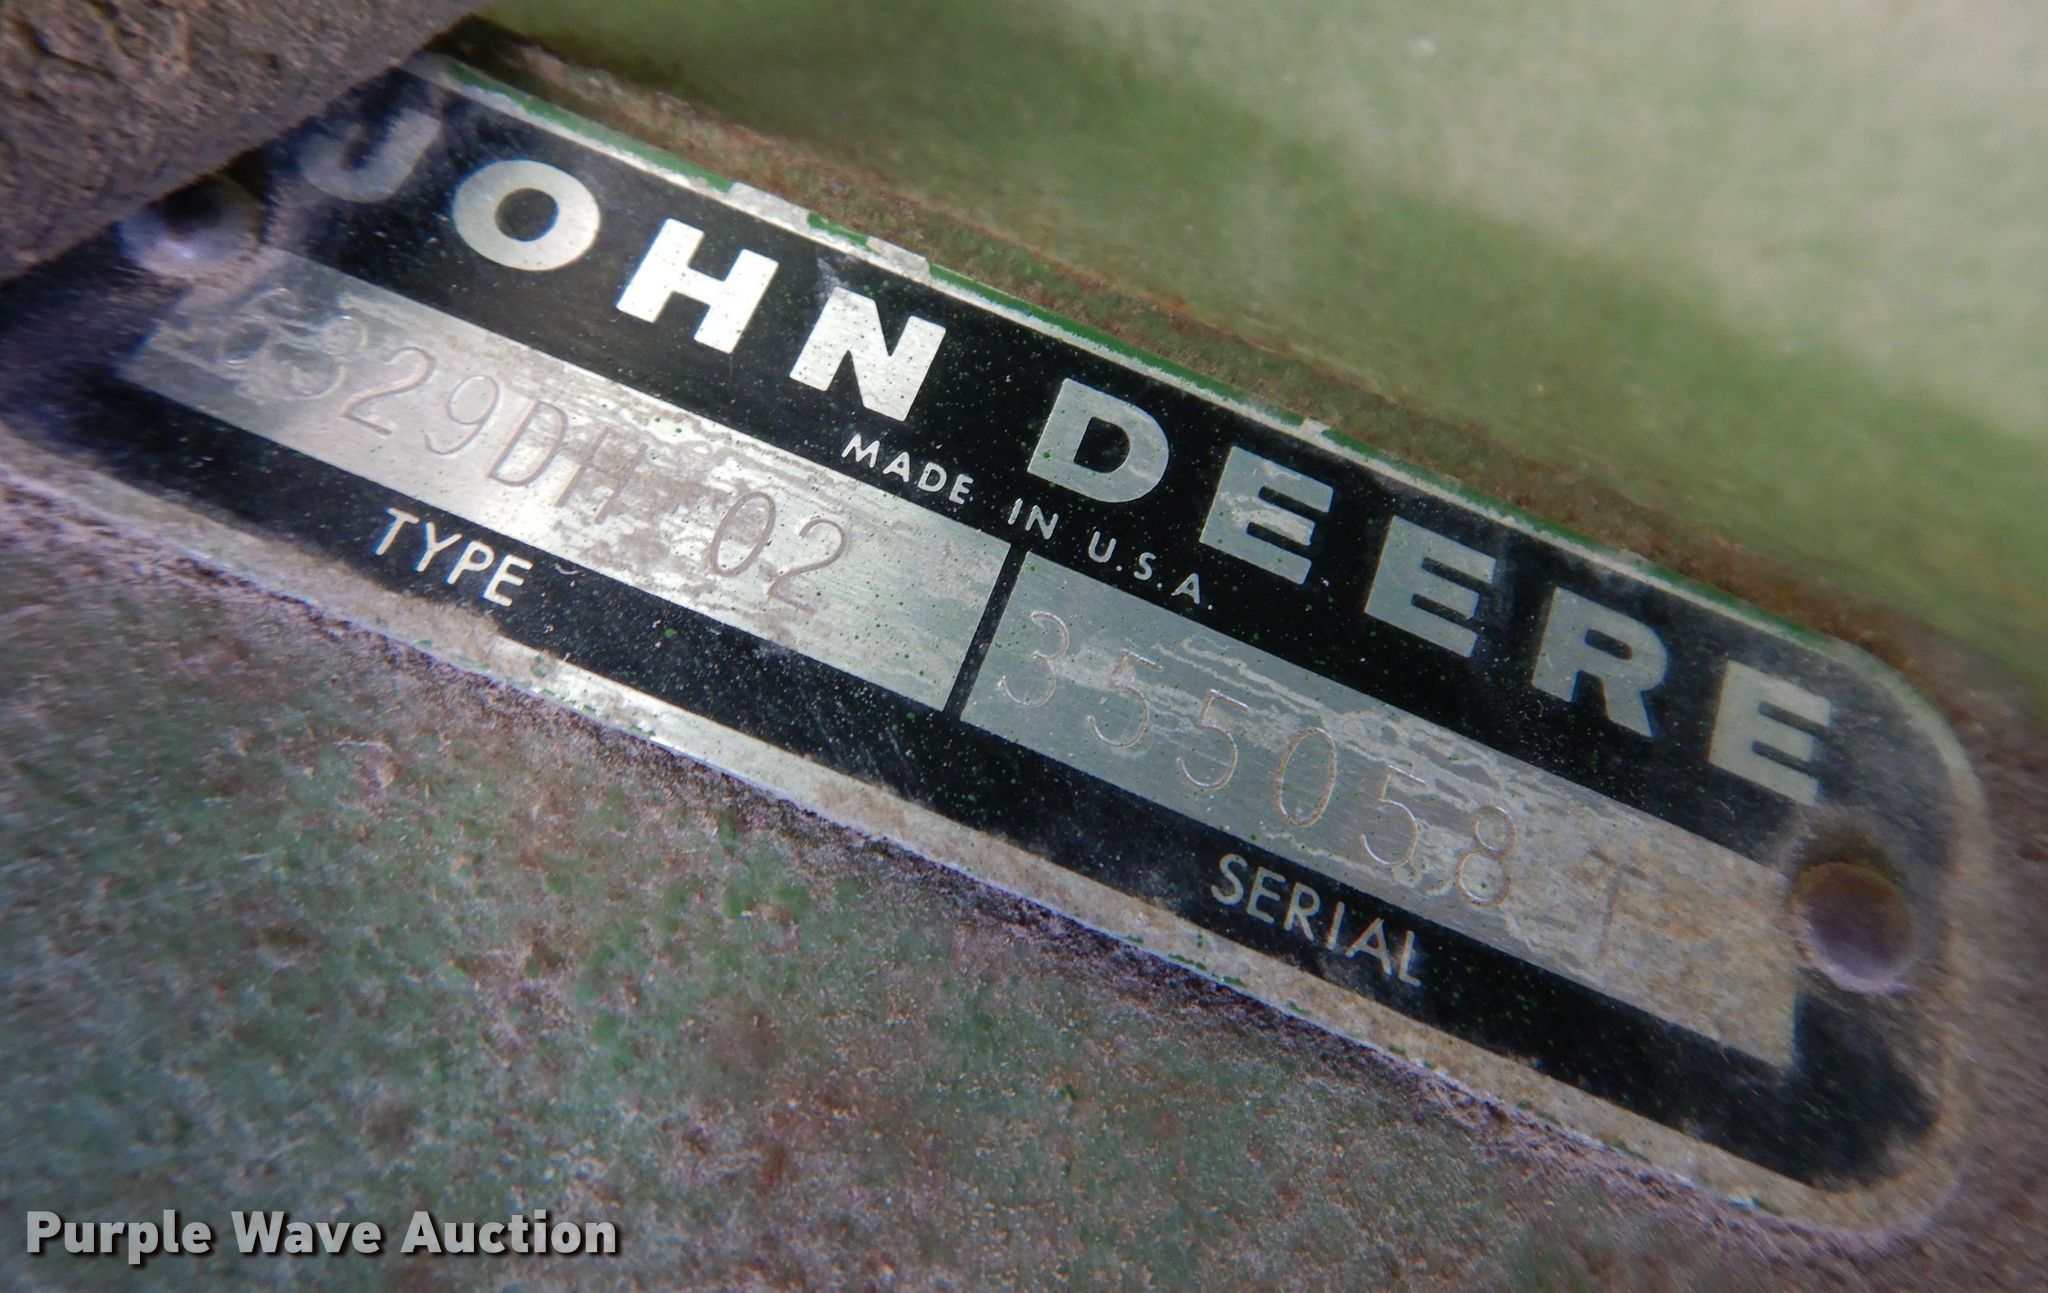 JOHN DEERE
MADE IN U.S.A.
6329DH 02
355058 T
TYPE
SERIAL
Purple Wave Auction